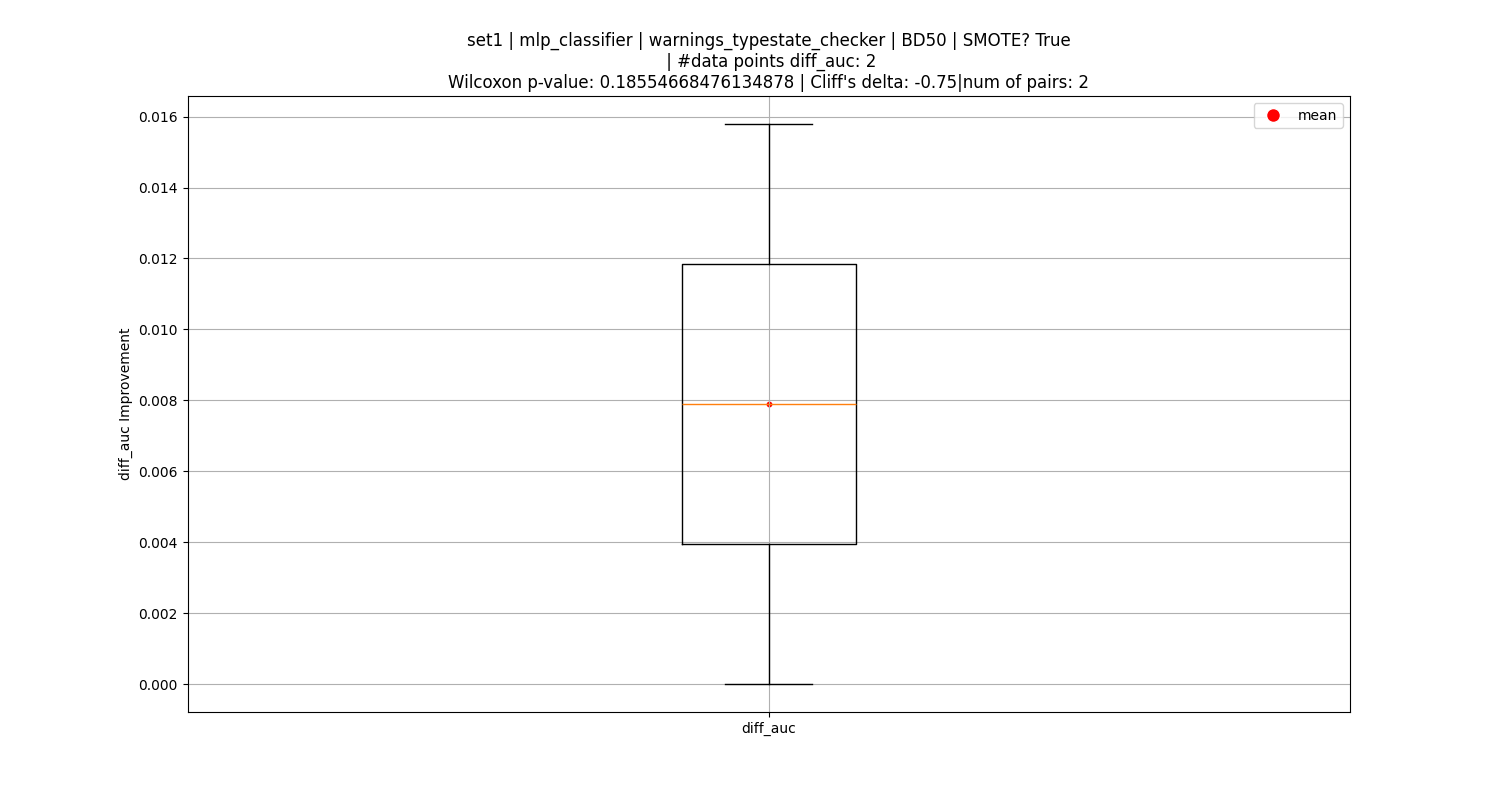 set1 | mlp_classifier | warnings_typestate_checker | BD50 | SMOTE? True
| #data points diff_auc: 2
Wilcoxon p-value: 0.18554668476134878 | Cliff's delta: -0.75|num of pairs: 2
mean
0.016
0.014
0.012
0.010
0.008
0.006
0.004
0.002
0.000
diff_auc Improvement
diff_auc